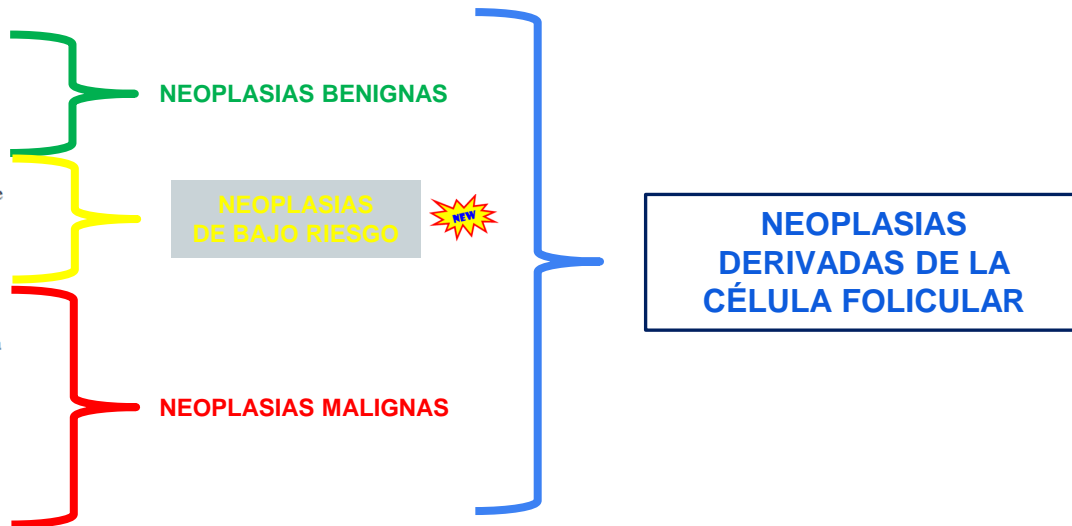 NEOPLASIAS BENIGNAS
NEOPLASIAS
DE BAJO RIESGO
NEW
NEOPLASIAS MALIGNAS
NEOPLASIAS
DERIVADAS DE LA
CÉLULA FOLICULAR